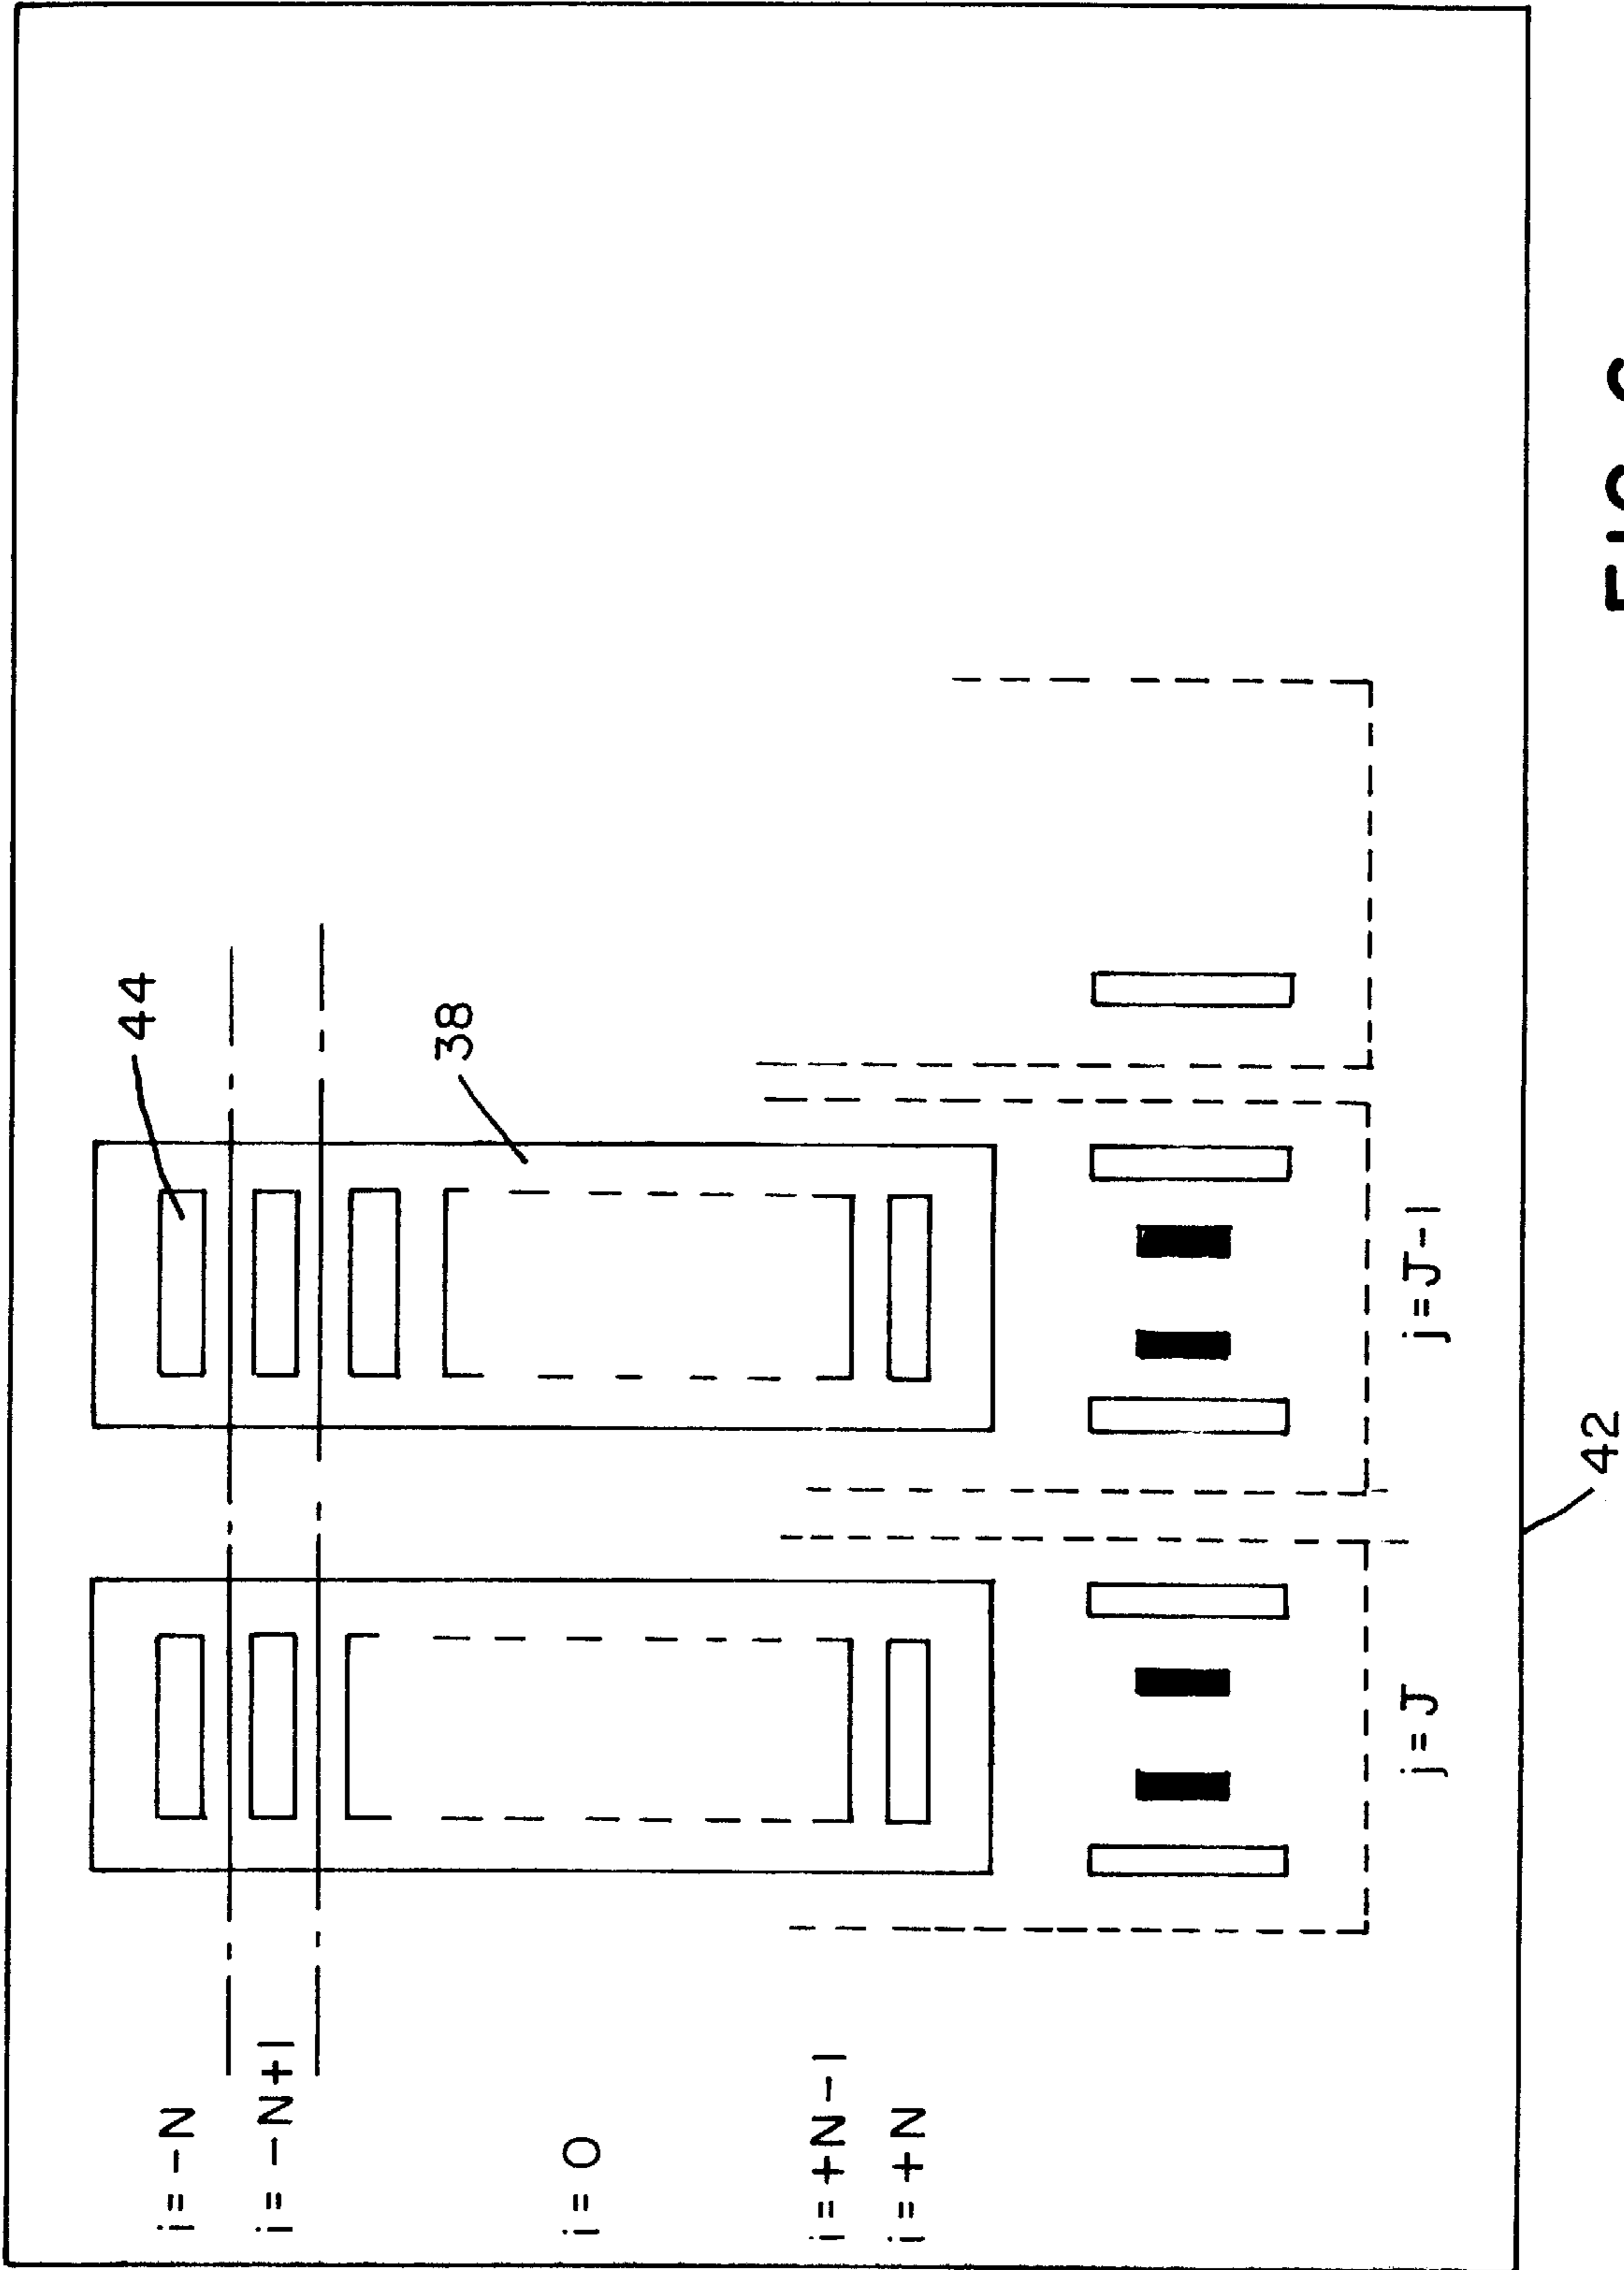 i = -N
i = -N+1
i = 0
i = +N-1
i = +N
44
38
j = J
j = J-1
42